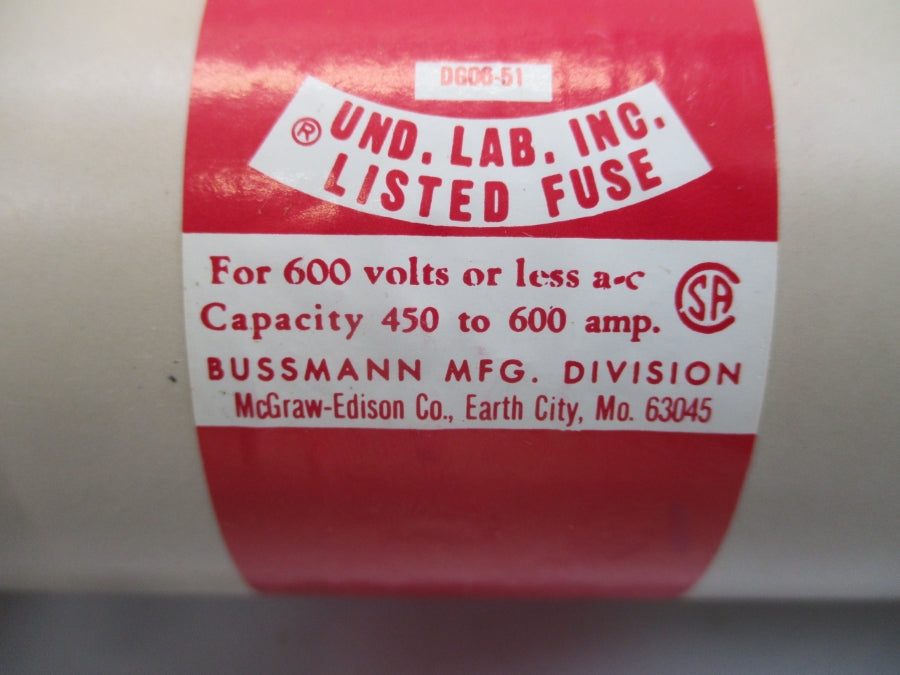 DG06-51
® UND. LAB. INC.
LISTED FUSE
For 600 volts or less a-c
Capacity 450 to 600 amp.
SA
BUSSMANN MFG. DIVISION
McGraw-Edison Co., Earth City, Mo. 63045